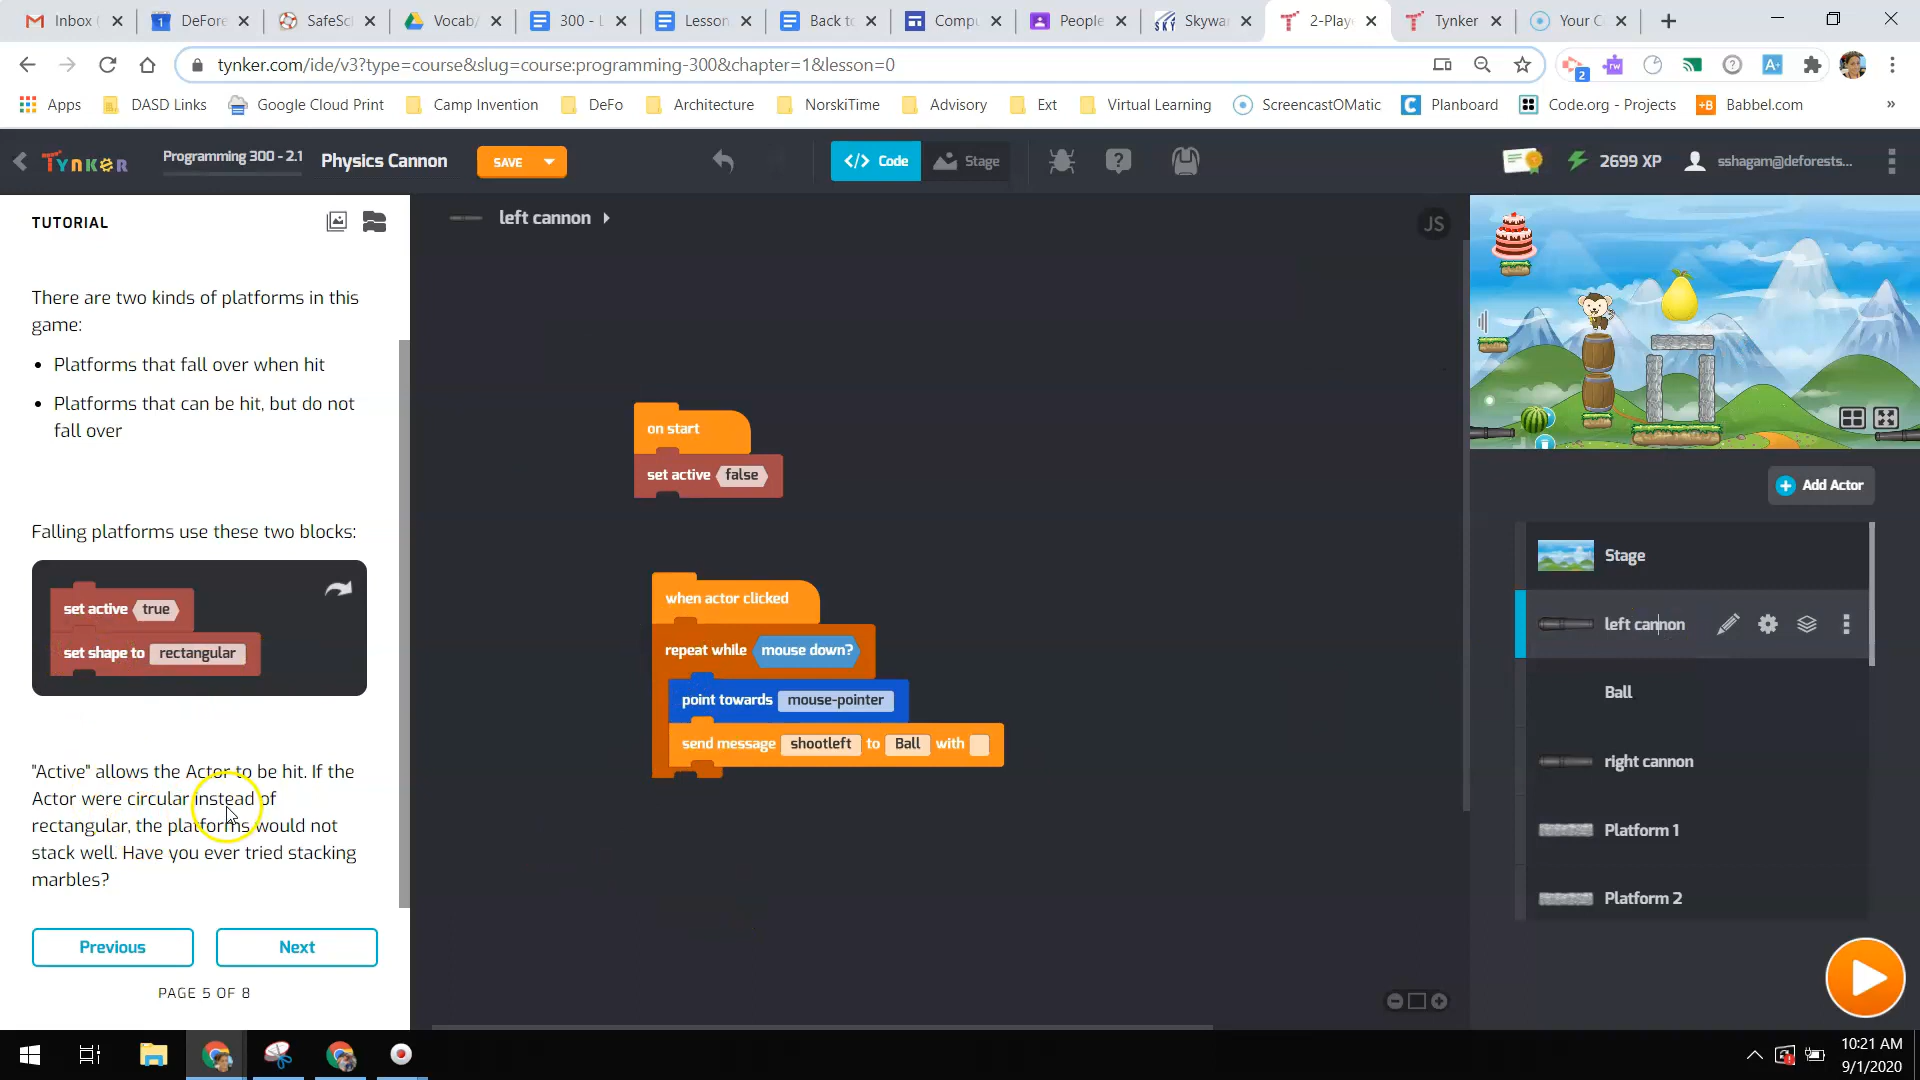 Inbox
DeFore
SafeSc
Vocab/
300 - L
Lesson
Back to
Compu
People
Skywar
2-Play
Tynker
Your C
tynker.com/ide/v3?type=course&slug=course:programming-300&chapter=1&lesson=0
2
Apps
DASD Links
Google Cloud Print
Camp Invention
DeFo
Architecture
NorskiTime
Advisory
Ext
Virtual Learning
ScreencastOMatic
Planboard
Code.org - Projects
Babbel.com
»
TYNKER
Programming 300 - 2.1
Physics Cannon
SAVE
</> Code
Stage
2699 XP
sshagam@deforests...
TUTORIAL
left cannon
JS
There are two kinds of platforms in this
game:
• Platforms that fall over when hit
• Platforms that can be hit, but do not
fall over
Falling platforms use these two blocks:
set active true
set shape to rectangular
"Active" allows the Actor to be hit. If the
Actor were circular instead of
rectangular, the platforms would not
stack well. Have you ever tried stacking
marbles?
Previous
Next
PAGE 5 OF 8
on start
set active false
when actor clicked
repeat while mouse down?
point towards mouse-pointer
send message shootleft to Ball with
Add Actor
Stage
left cannon
Ball
right cannon
Platform 1
Platform 2
10:21 AM
9/1/2020